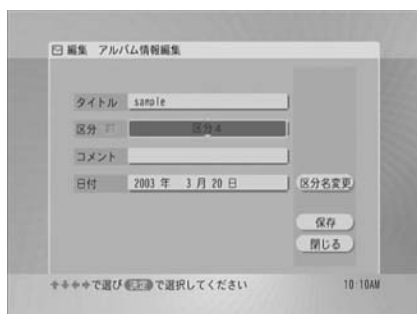 編集 アルバム情報編集
タイトル sample
区分 区分4
コメント
日付 2003 年 3 月 20 日
区分名変更
保存
閉じる
で選び 決定 で選択してください 10:10AM